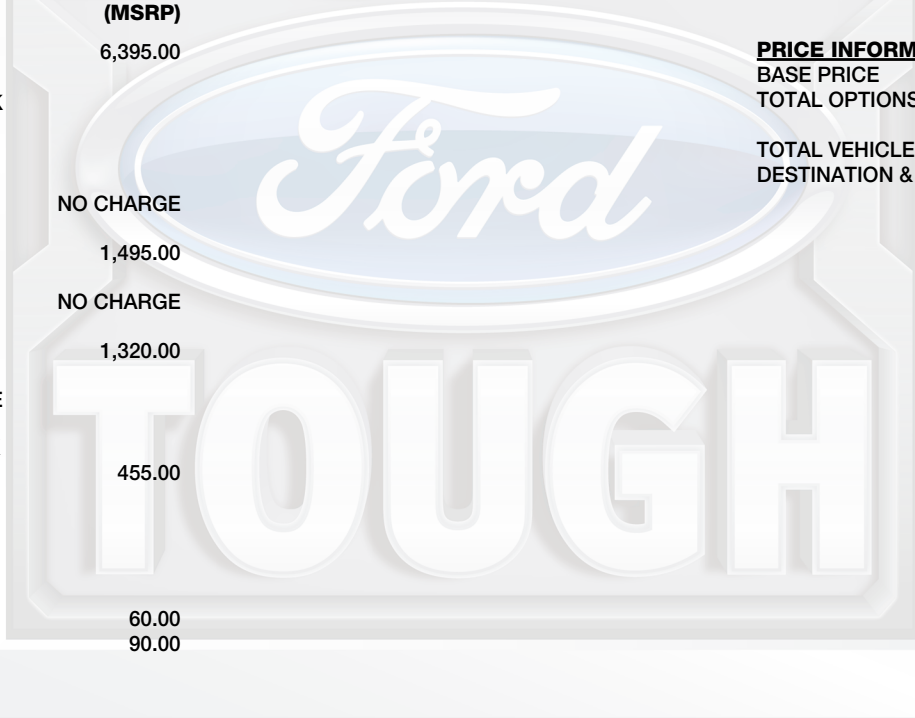 (MSRP)
6,395.00
NO CHARGE
1,495.00
NO CHARGE
1,320.00
455.00
60.00
90.00
PRICE INFORM
BASE PRICE
TOTAL OPTIONS
TOTAL VEHICLE
DESTINATION &
Ford
TOUGH